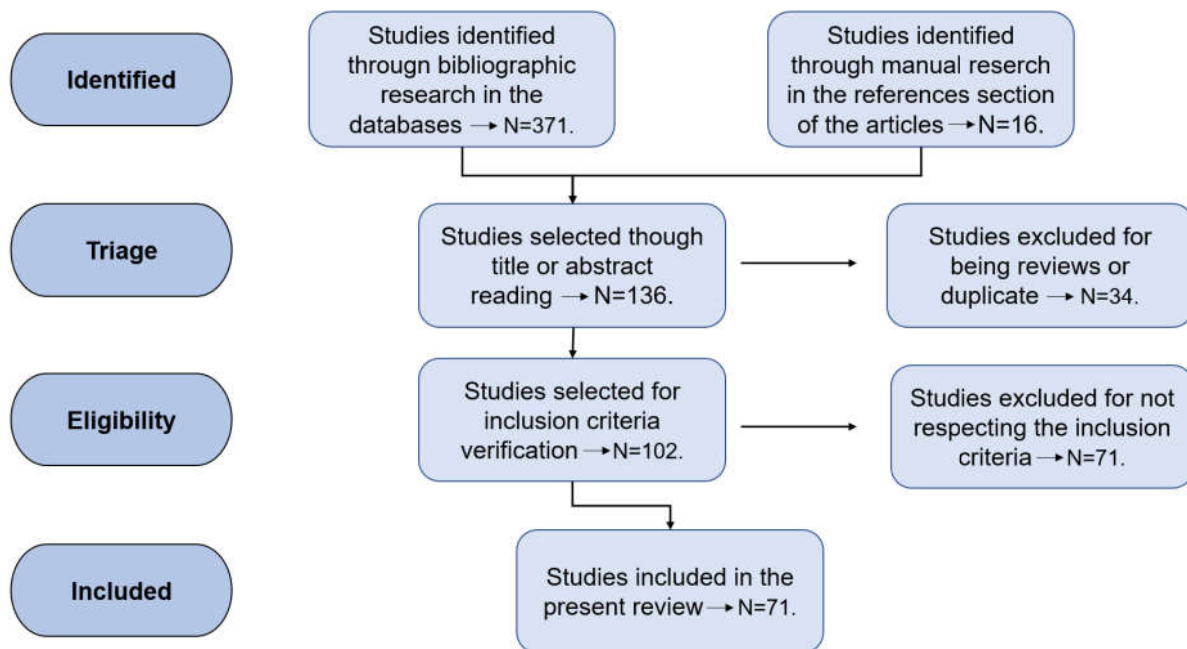 Identified
Studies identified
througn bibliographic
research in the
databases → N=371.
Studies identified
through manual reserch
in the references section
of the articles → N=16.
Triage
Studies selected though
title or abstract
reading → N=136.
Studies excluded for
being reviews or
duplicate → N=34.
Eligibility
Studies selected for
inclusion criteria
verification → N=102.
Studies excluded for not
respecting the inclusion
criteria → N=71.
Included
Studies included in the
present review → N=71.